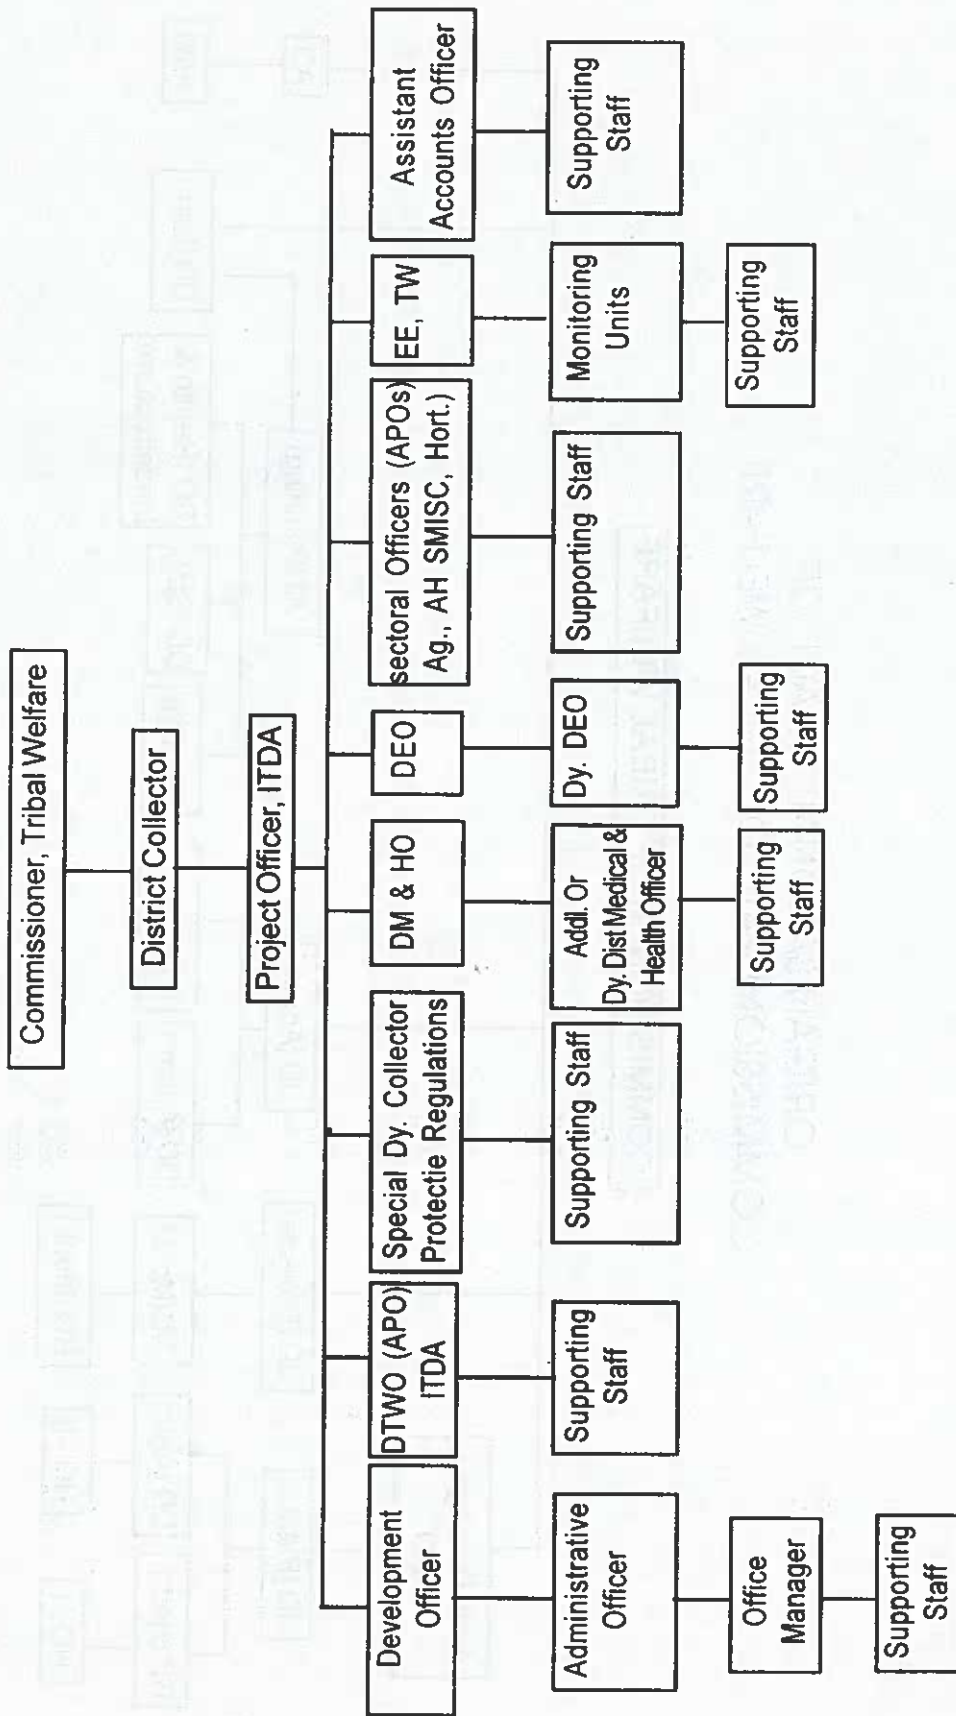 Commissioner, Tribal Welfare
District Collector
Project Officer, ITDA
Development
Officer
DTWO (APO)
ITDA
Special Dy. Collector
Protectie Regulations
DM & HO
DEO
sectoral Officers (APOs)
Ag., AH SMISC, Hort.)
EE, TW
Assistant
Accounts Officer
Administrative
Officer
Supporting
Staff
Supporting Staff
Addl. Or
Dy. Dist Medical &
Health Officer
Dy. DEO
Supporting Staff
Monitoring
Units
Supporting
Staff
Office
Manager
Supporting
Staff
Supporting
Staff
Supporting
Staff
Supporting
Staff